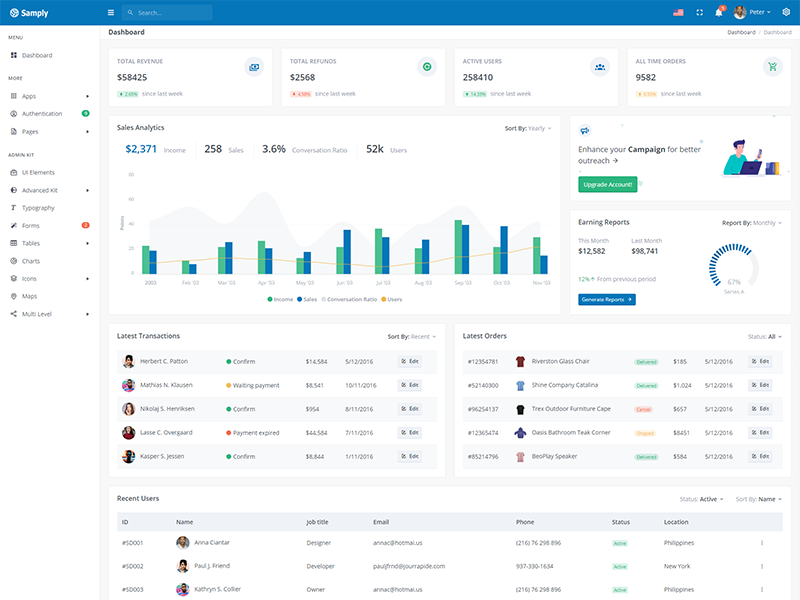 Samply
Search...
3
Peter
MENU
Dashboard
MORE
Apps
Authentication
Pages
ADMIN KIT
UI Elements
Advanced Kit
Typography
Forms 2
Tables
Charts
Icons
Maps
Multi Level
Dashboard
Dashboard / Dashboard
TOTAL REVENUE
$58425
2.65% since last week
TOTAL REFUNDS
$2568
4.58% since last week
ACTIVE USERS
258410
14.33% since last week
ALL TIME ORDERS
9582
since last week
Sales Analytics
Sort By: Yearly
$2,371 Income
258 Sales
3.6% Conversation Ratio
52k Users
Points
80
60
40
20
0
2003 Feb '03 Mar '03 Apr '03 May '03 Jun '03 Jul '03 Aug '03 Sep '03 Oct '03 Nov '03
Income Sales Conversation Ratio Users
Enhance your Campaign for better
outreach →
Upgrade Account!
Earning Reports
Report By: Monthly
This Month Last Month
$12,582 $98,741
12% ↑ From previous period
Generate Reports →
67%
Series A
Latest Transactions
Sort By: Recent
Herbert C. Patton Confirm $14,584 5/12/2016 Edit
Mathias N. Klausen Waiting payment $8,541 10/11/2016 Edit
Nikolaj S. Henriksen Confirm $954 8/11/2016 Edit
Lasse C. Overgaard Payment expired $44,584 7/11/2016 Edit
Kasper S. Jessen Confirm $8,844 1/11/2016 Edit
Latest Orders
Status: All
#12354781 Riverston Glass Chair Delivered $185 5/12/2016 Edit
#52140300 Shine Company Catalina Delivered $1,024 5/12/2016 Edit
#96254137 Trex Outdoor Furniture Cape Cancel $657 5/12/2016 Edit
#12365474 Oasis Bathroom Teak Corner Shipped $8451 5/12/2016 Edit
#85214796 BeoPlay Speaker Delivered $584 5/12/2016 Edit
Recent Users
Status: Active Sort By: Name
ID Name Job title Email Phone Status Location
#SD001 Anna Ciantar Designer annac@hotmai.us (216) 76 298 896 Active Philippines
#SD002 Paul J. Friend Developer pauljfrnd@jourrapide.com 937-330-1634 Active New York
#SD003 Kathryn S. Collier Owner annac@hotmai.us (216) 76 298 896 Active Philippines